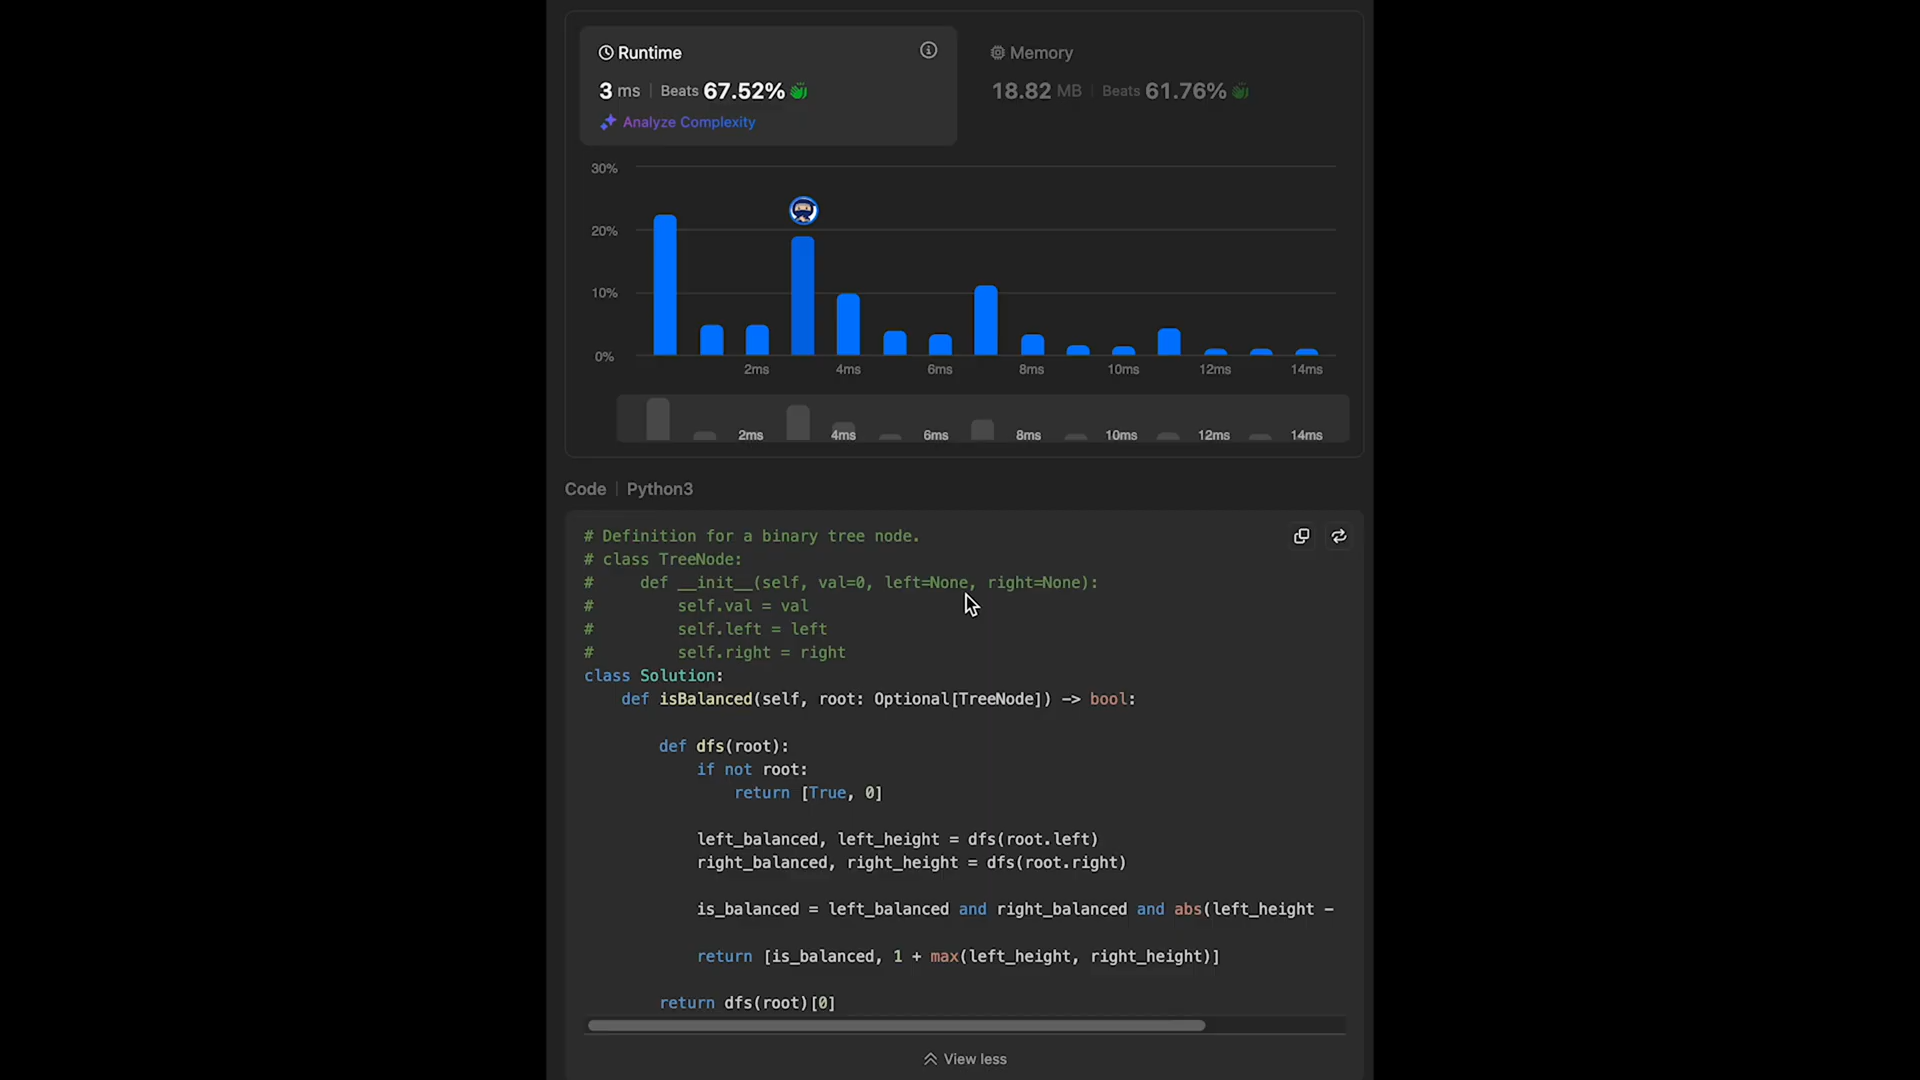 Runtime
3 ms | Beats 67.52%
Analyze Complexity
Memory
18.82 MB | Beats 61.76%
30%
20%
10%
0%
2ms 4ms 6ms 8ms 10ms 12ms 14ms
2ms 4ms 6ms 8ms 10ms 12ms 14ms
Code | Python3
# Definition for a binary tree node.
# class TreeNode:
#     def __init__(self, val=0, left=None, right=None):
#         self.val = val
#         self.left = left
#         self.right = right
class Solution:
    def isBalanced(self, root: Optional[TreeNode]) -> bool:
        def dfs(root):
            if not root:
                return [True, 0]
            left_balanced, left_height = dfs(root.left)
            right_balanced, right_height = dfs(root.right)
            is_balanced = left_balanced and right_balanced and abs(left_height -
            return [is_balanced, 1 + max(left_height, right_height)]
        return dfs(root)[0]
View less